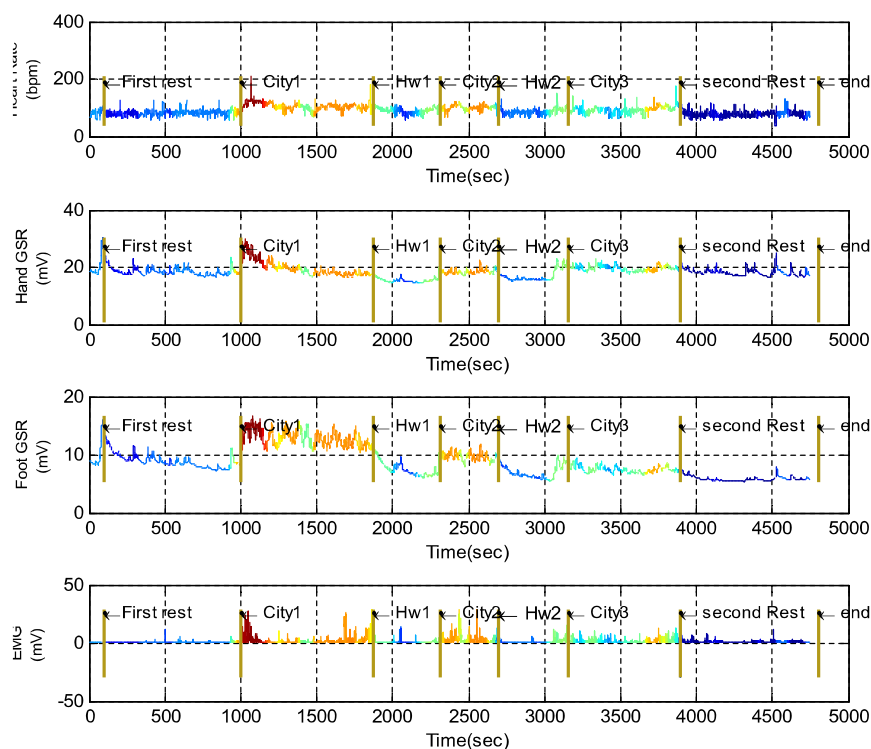 400
200
0
Heart Rate
(bpm)
First rest
City1
Hw1
City2
Hw2
City3
second Rest
end
0 500 1000 1500 2000 2500 3000 3500 4000 4500 5000
Time(sec)
40
20
0
Hand GSR
(mV)
First rest
City1
Hw1
City2
Hw2
City3
second Rest
end
0 500 1000 1500 2000 2500 3000 3500 4000 4500 5000
Time(sec)
20
10
0
Foot GSR
(mV)
First rest
City1
Hw1
City2
Hw2
City3
second Rest
end
0 500 1000 1500 2000 2500 3000 3500 4000 4500 5000
Time(sec)
50
0
-50
EMG
(mV)
First rest
City1
Hw1
City2
Hw2
City3
second Rest
end
0 500 1000 1500 2000 2500 3000 3500 4000 4500 5000
Time(sec)